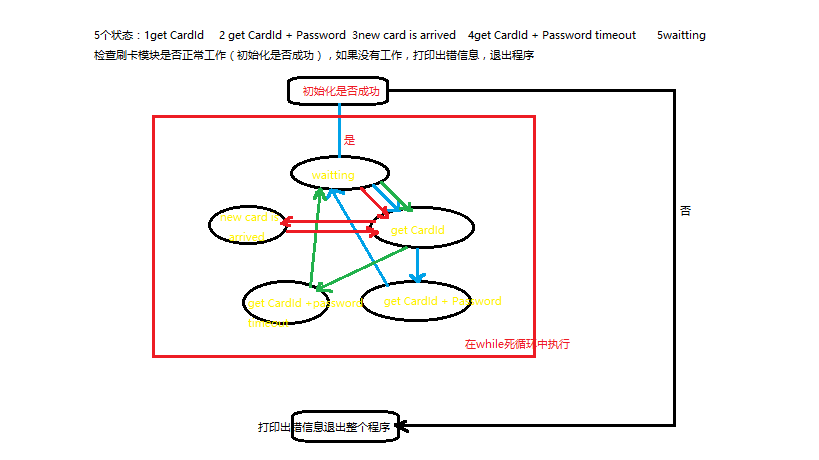 5个状态：1get CardId 2 get CardId + Password 3new card is arrived 4get CardId + Password timeout 5waitting
检查刷卡模块是否正常工作（初始化是否成功），如果没有工作，打印出错信息，退出程序
初始化是否成功
是
waitting
否
new card is
arrived
get CardId
get CardId +password
timeout
get CardId + Password
在while死循环中执行
打印出错信息退出整个程序